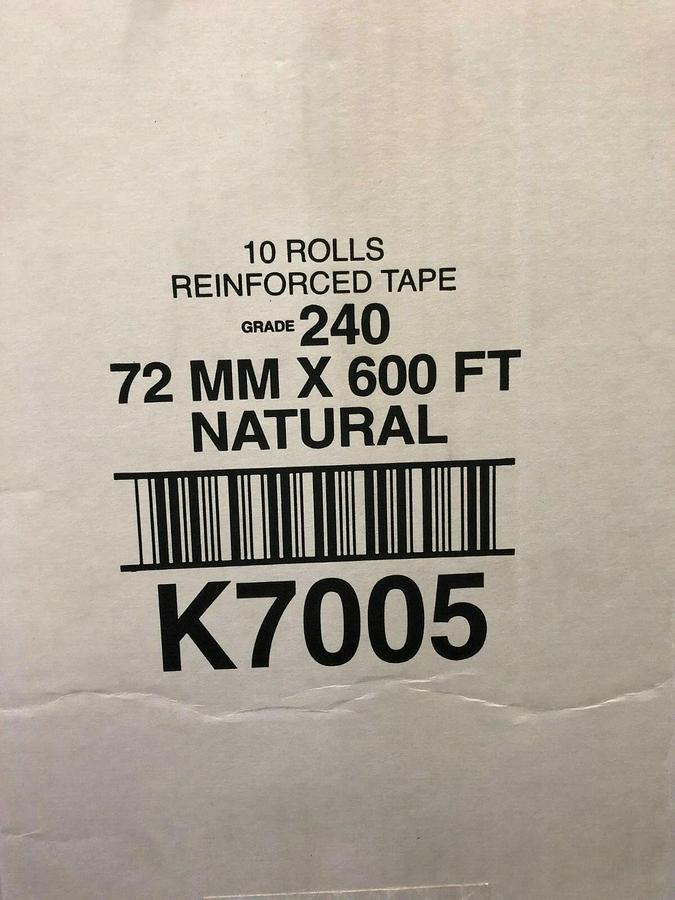 10 ROLLS
REINFORCED TAPE
GRADE 240
72 MM X 600 FT
NATURAL
K7005